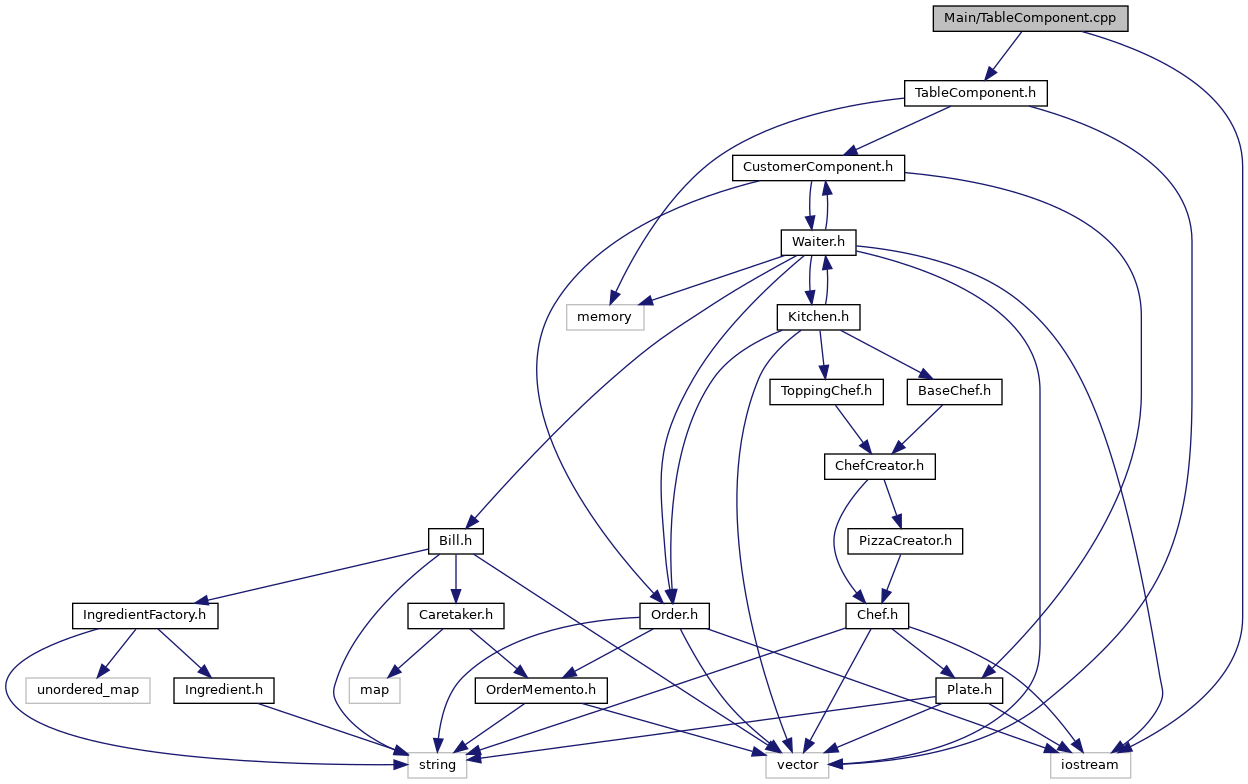 Main/TableComponent.cpp
TableComponent.h
CustomerComponent.h
Waiter.h
memory
Kitchen.h
ToppingChef.h
BaseChef.h
ChefCreator.h
Bill.h
PizzaCreator.h
IngredientFactory.h
Caretaker.h
Order.h
Chef.h
unordered_map
Ingredient.h
map
OrderMemento.h
Plate.h
string
vector
iostream